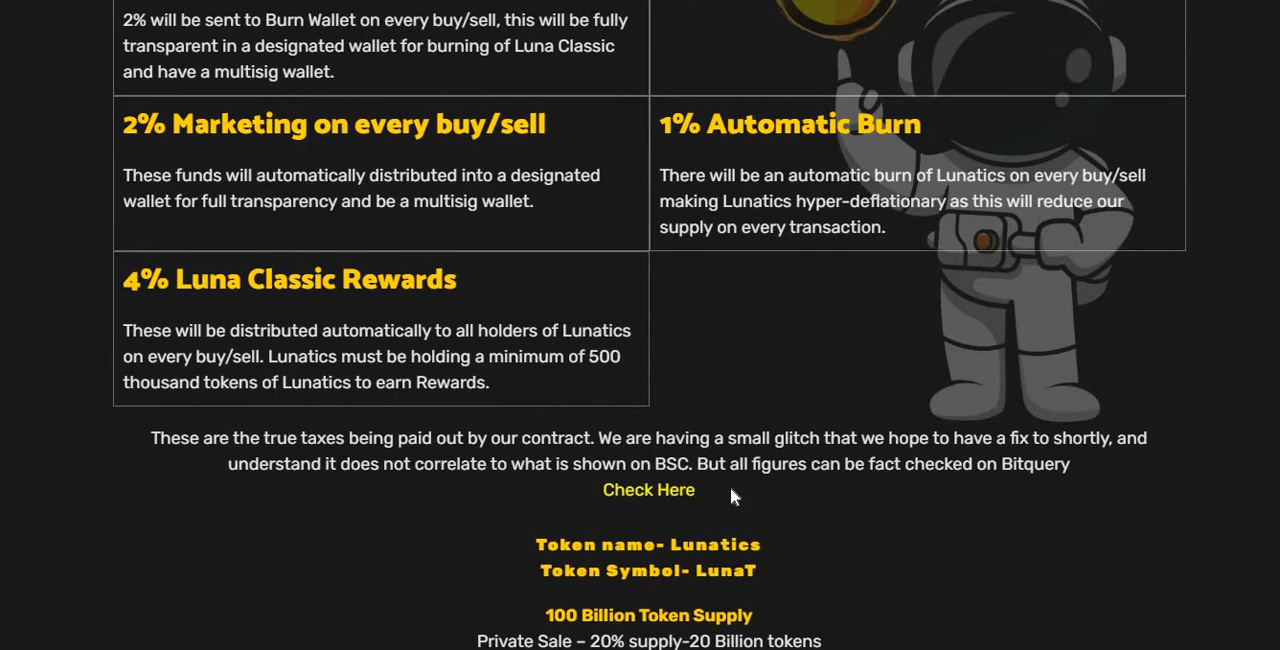 2% will be sent to Burn Wallet on every buy/sell, this will be fully
transparent in a designated wallet for burning of Luna Classic
and have a multisig wallet.
2% Marketing on every buy/sell
These funds will automatically distributed into a designated
wallet for full transparency and be a multisig wallet.
1% Automatic Burn
There will be an automatic burn of Lunatics on every buy/sell
making Lunatics hyper-deflationary as this will reduce our
supply on every transaction.
4% Luna Classic Rewards
These will be distributed automatically to all holders of Lunatics
on every buy/sell. Lunatics must be holding a minimum of 500
thousand tokens of Lunatics to earn Rewards.
These are the true taxes being paid out by our contract. We are having a small glitch that we hope to have a fix to shortly, and
understand it does not correlate to what is shown on BSC. But all figures can be fact checked on Bitquery
Check Here
Token name- Lunatics
Token Symbol- LunaT
100 Billion Token Supply
Private Sale – 20% supply-20 Billion tokens